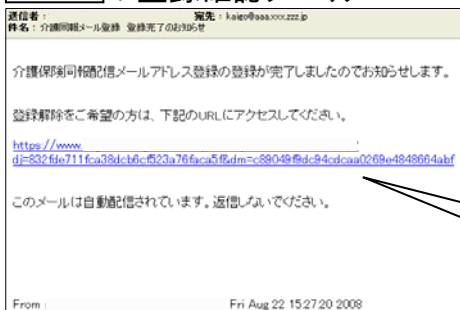 送信者：
宛先：kaigo@aaa.xxx.zzz.jp
件名：介護同報メール登録 登録完了のお知らせ
介護保険同報配信メールアドレス登録の登録が完了しましたのでお知らせします。
登録解除をご希望の方は、下記のURLにアクセスしてください。
https://www.
dj=832fde711fca38dcb6cf523a76faca5f&dm=c89049f9dc94cdcaa0269e4848664abf
このメールは自動配信されています。返信しないでください。
From
Fri Aug 22 15:27:20 2008